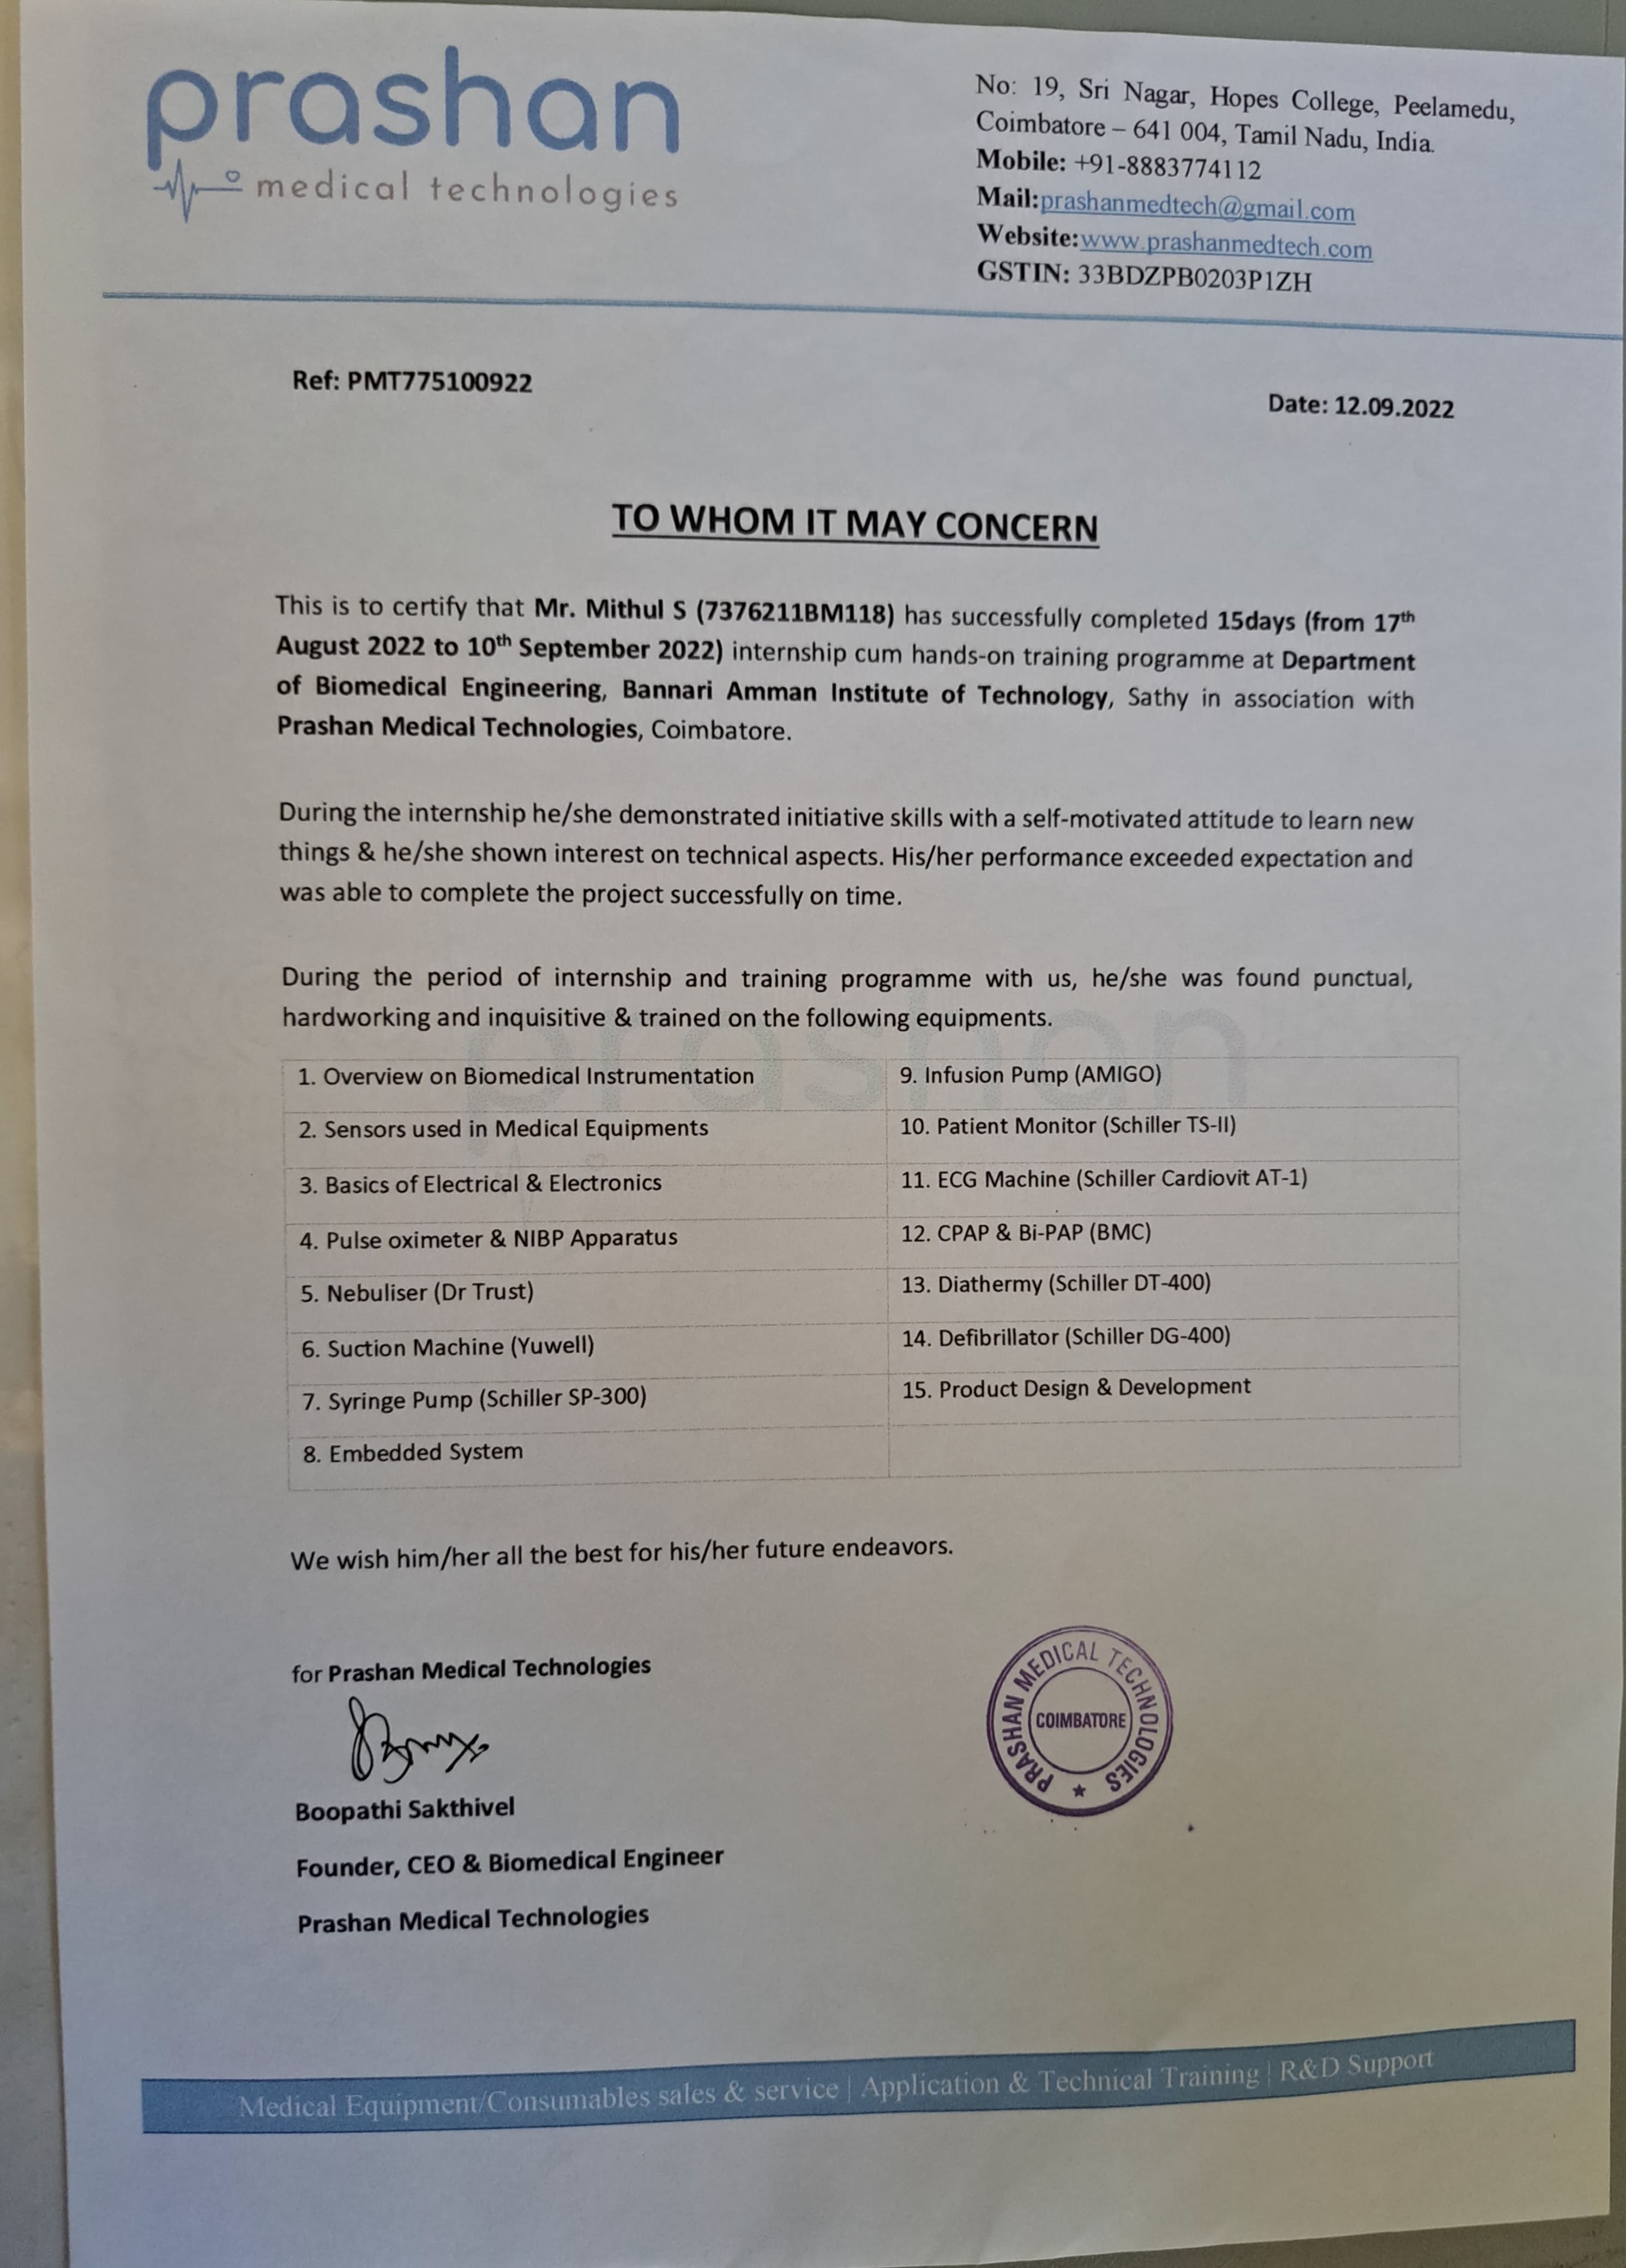 prashan
medical technologies
No: 19, Sri Nagar, Hopes College, Peelamedu,
Coimbatore – 641 004, Tamil Nadu, India.
Mobile: +91-8883774112
Mail:prashanmedtech@gmail.com
Website:www.prashanmedtech.com
GSTIN: 33BDZPB0203P1ZH
Ref: PMT775100922
Date: 12.09.2022
TO WHOM IT MAY CONCERN
This is to certify that Mr. Mithul S (7376211BM118) has successfully completed 15days (from 17th
August 2022 to 10th September 2022) internship cum hands-on training programme at Department
of Biomedical Engineering, Bannari Amman Institute of Technology, Sathy in association with
Prashan Medical Technologies, Coimbatore.
During the internship he/she demonstrated initiative skills with a self-motivated attitude to learn new
things & he/she shown interest on technical aspects. His/her performance exceeded expectation and
was able to complete the project successfully on time.
During the period of internship and training programme with us, he/she was found punctual,
hardworking and inquisitive & trained on the following equipments.
1. Overview on Biomedical Instrumentation
2. Sensors used in Medical Equipments
3. Basics of Electrical & Electronics
4. Pulse oximeter & NIBP Apparatus
5. Nebuliser (Dr Trust)
6. Suction Machine (Yuwell)
7. Syringe Pump (Schiller SP-300)
8. Embedded System
9. Infusion Pump (AMIGO)
10. Patient Monitor (Schiller TS-II)
11. ECG Machine (Schiller Cardiovit AT-1)
12. CPAP & Bi-PAP (BMC)
13. Diathermy (Schiller DT-400)
14. Defibrillator (Schiller DG-400)
15. Product Design & Development
prashan
We wish him/her all the best for his/her future endeavors.
for Prashan Medical Technologies
Boopathi Sakthivel
Founder, CEO & Biomedical Engineer
Prashan Medical Technologies
PRASHAN MEDICAL TECHNOLOGIES
COIMBATORE
Medical Equipment/Consumables sales & service | Application & Technical Training | R&D Support